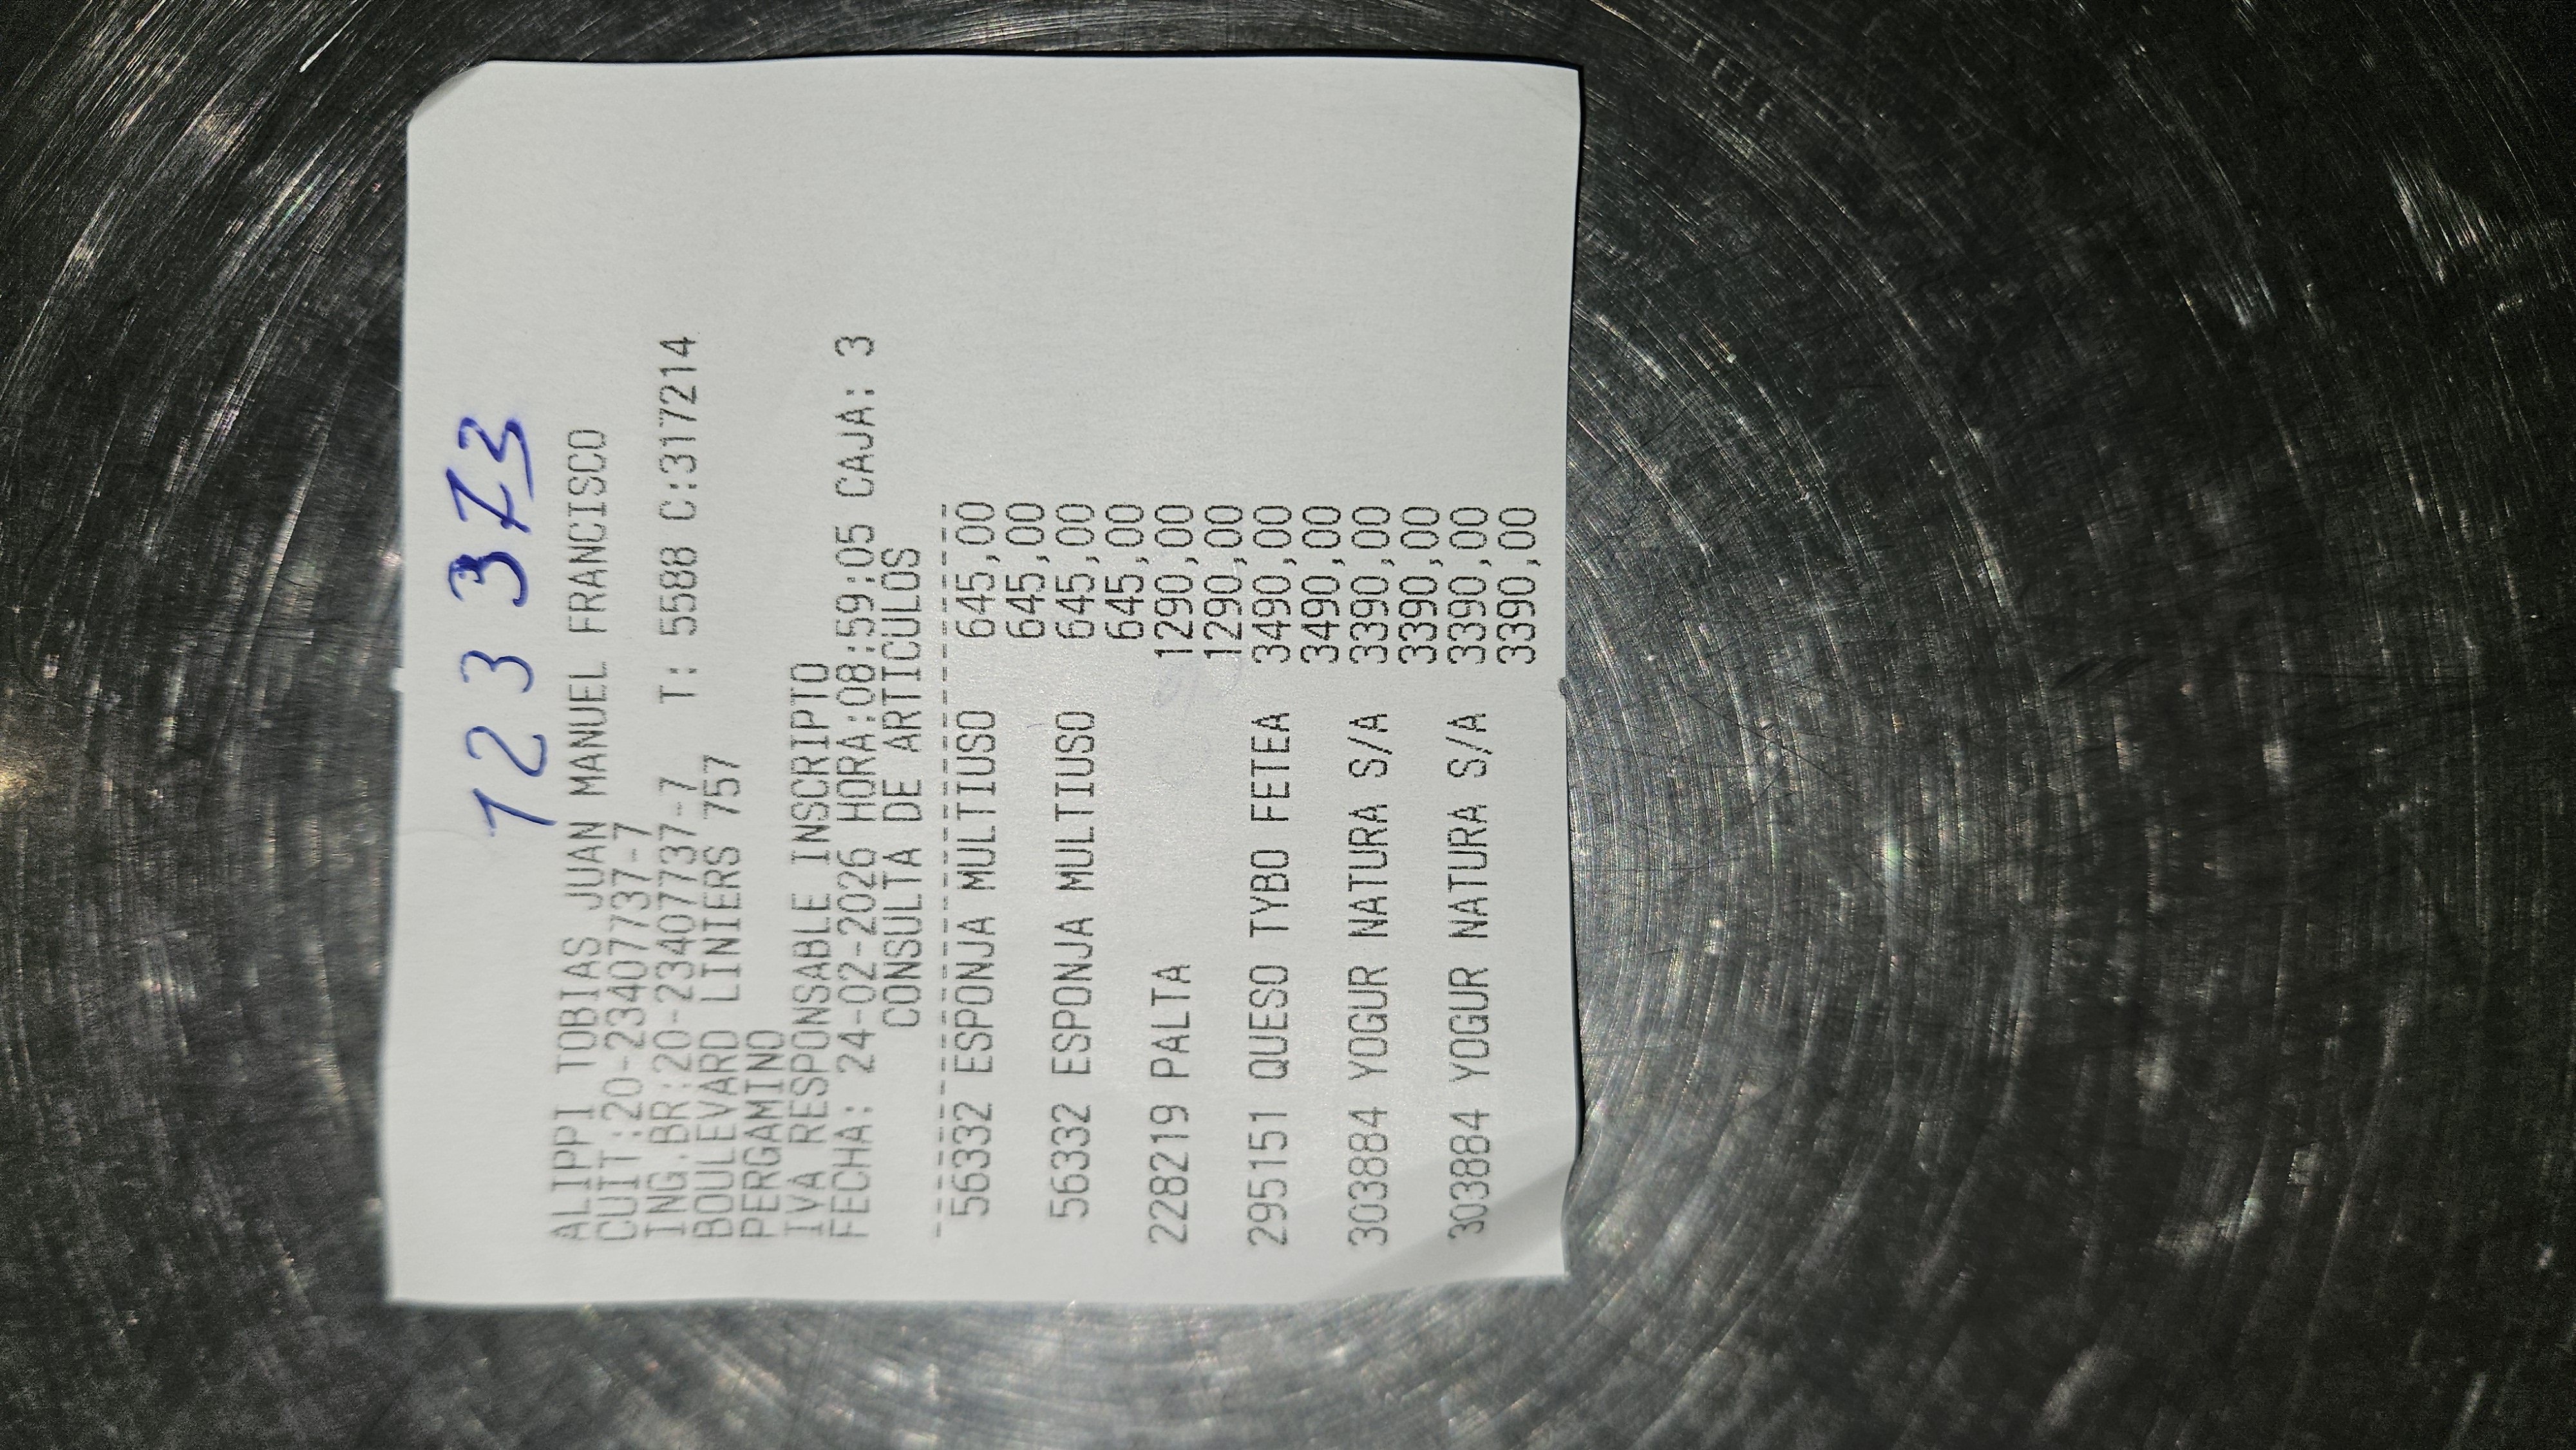 123373
ALIPPI TOBIAS JUAN MANUEL FRANCISCO
CUIT:20-23407737-7
ING.BR:20-23407737-7 T: 5588 C:317214
BOULEVARD LINIERS 757
PERGAMINO
IVA RESPONSABLE INSCRIPTO
FECHA: 24-02-2026 HORA:08:59:05 CAJA: 3
CONSULTA DE ARTICULOS
56332 ESPONJA MULTIUSO 645,00
645,00
56332 ESPONJA MULTIUSO 645,00
645,00
228219 PALTA 1290,00
1290,00
295151 QUESO TYBO FETEA 3490,00
3490,00
303884 YOGUR NATURA S/A 3390,00
3390,00
303884 YOGUR NATURA S/A 3390,00
3390,00